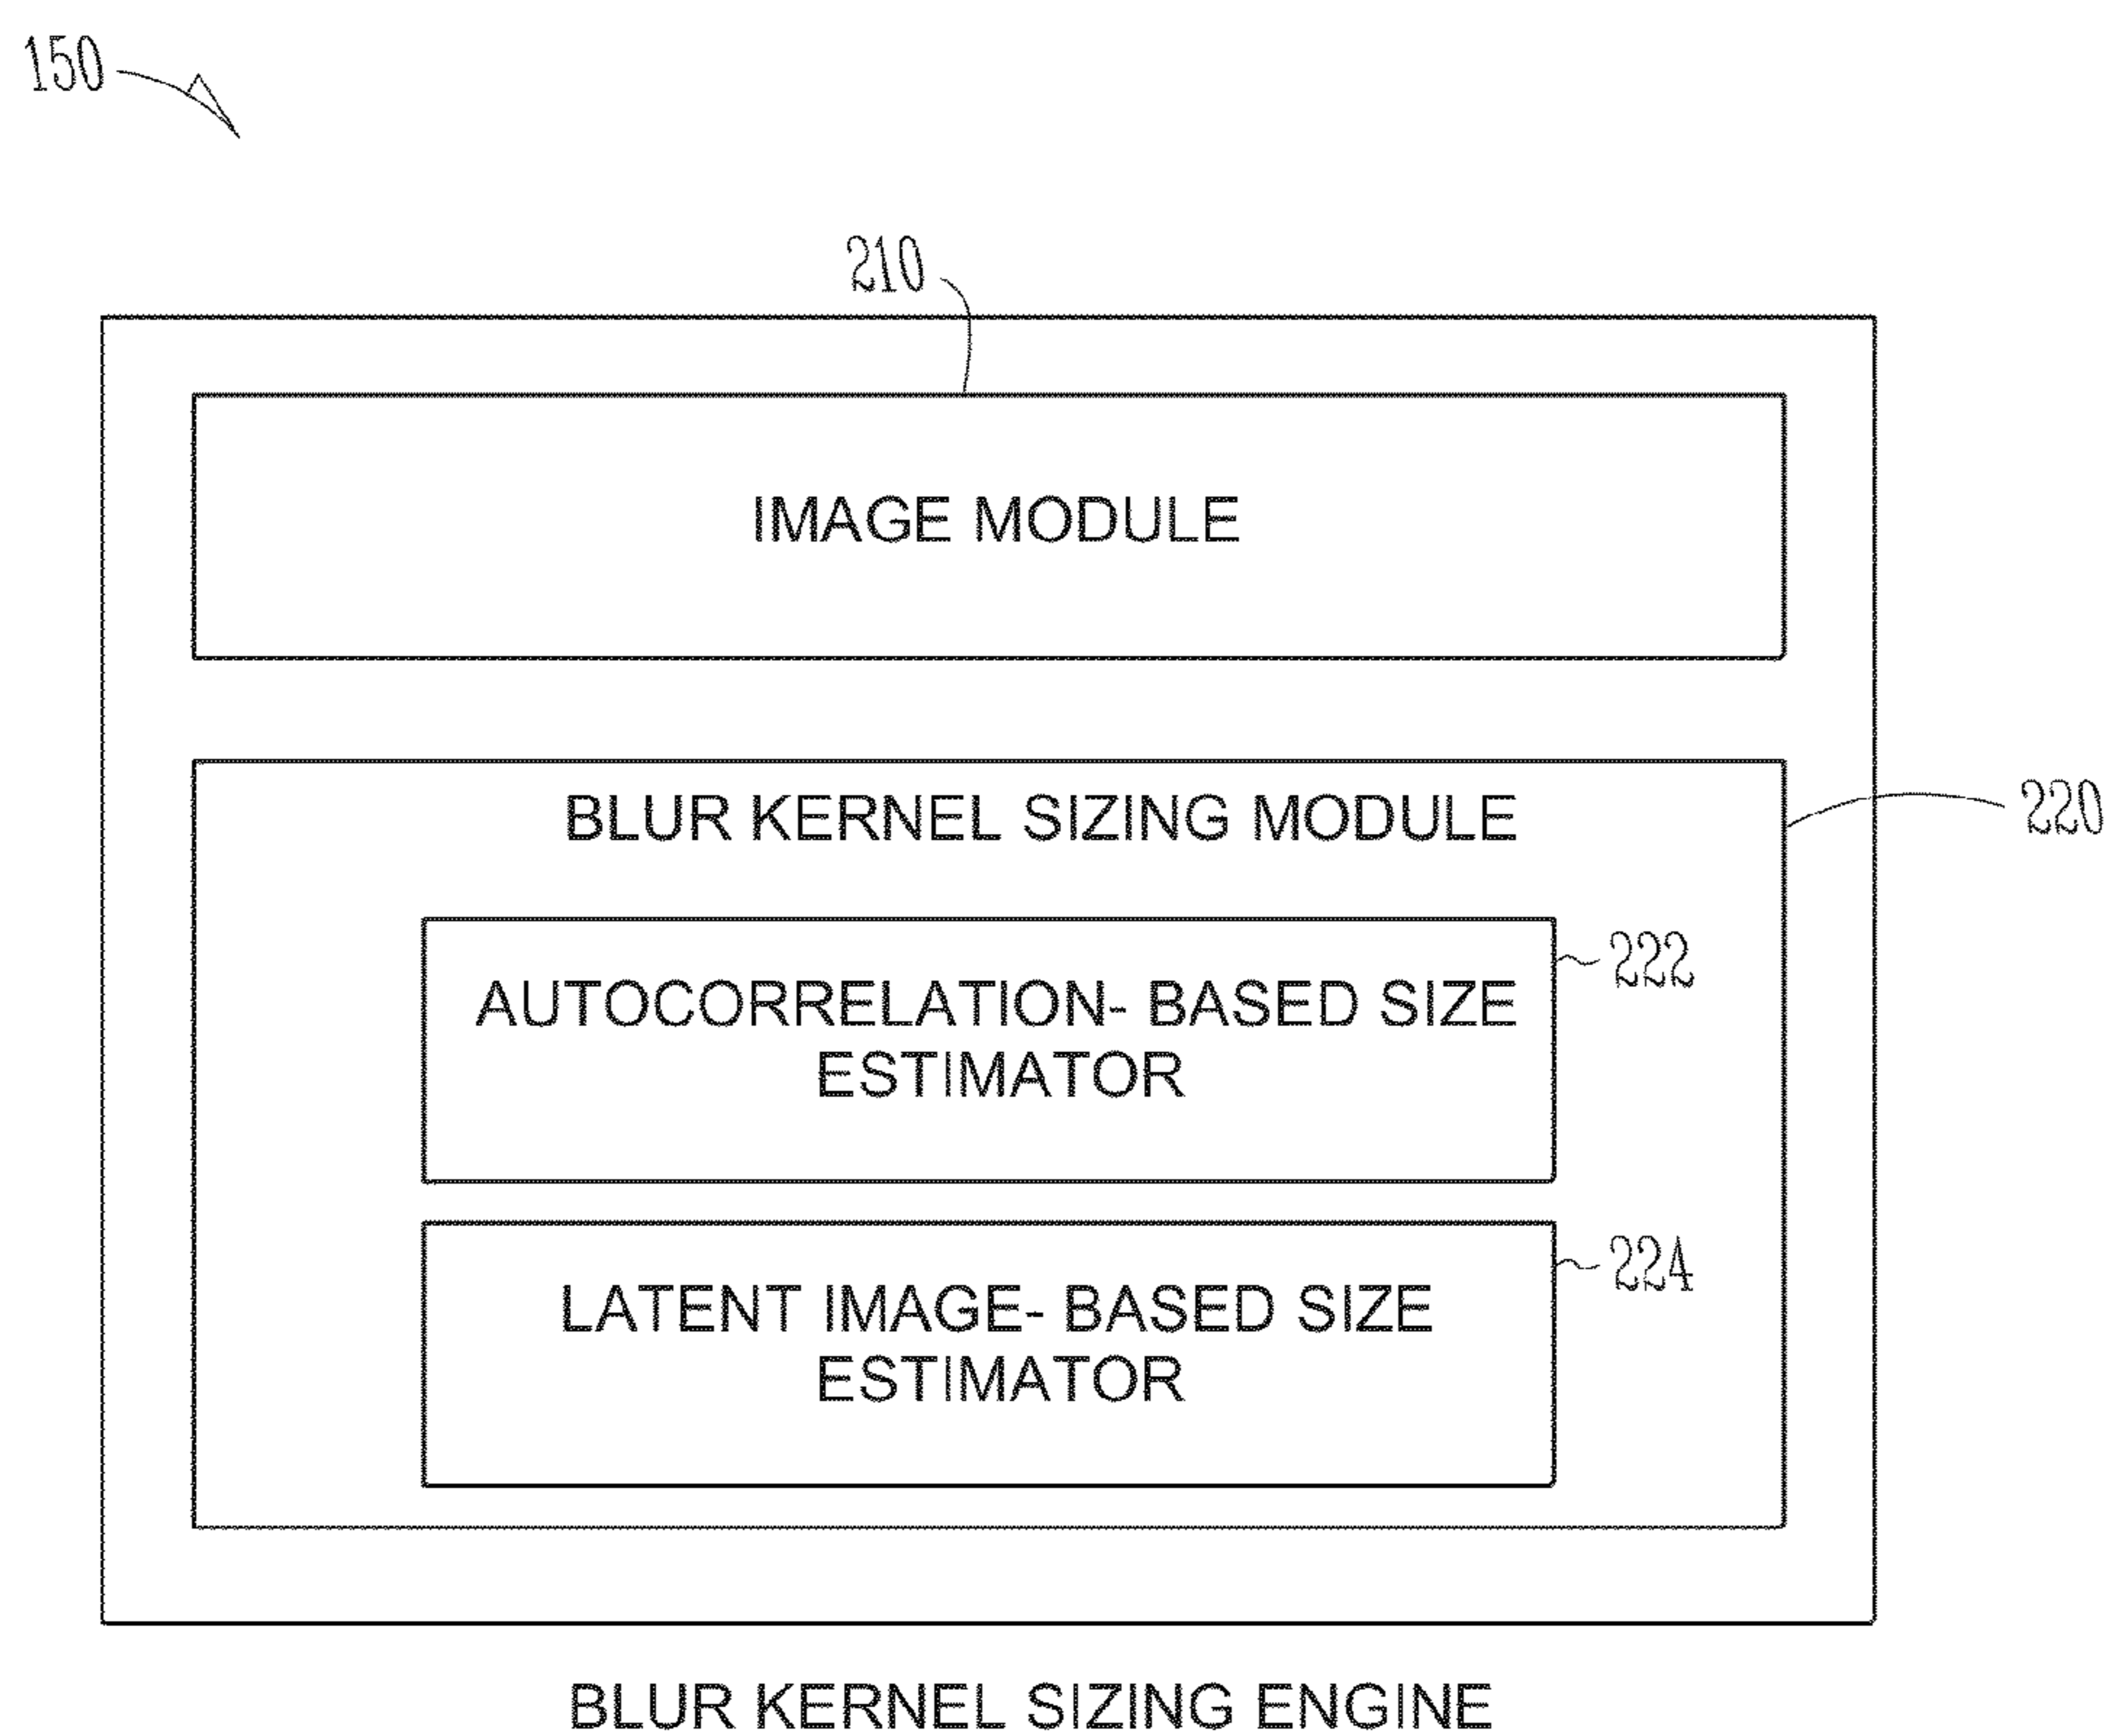 150
210
IMAGE MODULE
BLUR KERNEL SIZING MODULE
220
AUTOCORRELATION- BASED SIZE
ESTIMATOR
222
LATENT IMAGE- BASED SIZE
ESTIMATOR
224
BLUR KERNEL SIZING ENGINE